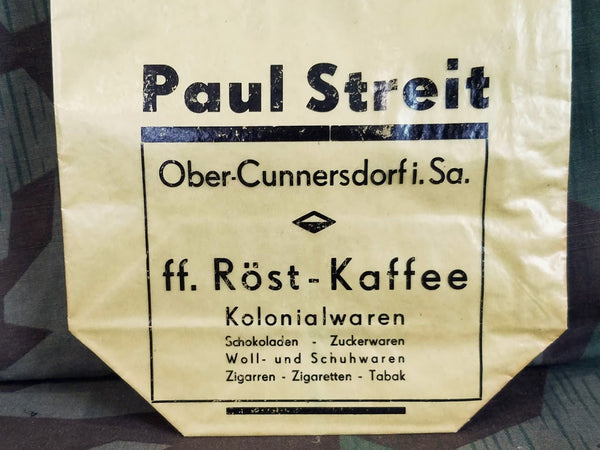 Paul Streit
Ober-Cunnersdorf i. Sa.
ff. Röst-Kaffee
Kolonialwaren
Schokoladen - Zuckerwaren
Woll- und Schuhwaren
Zigarren - Zigaretten - Tabak